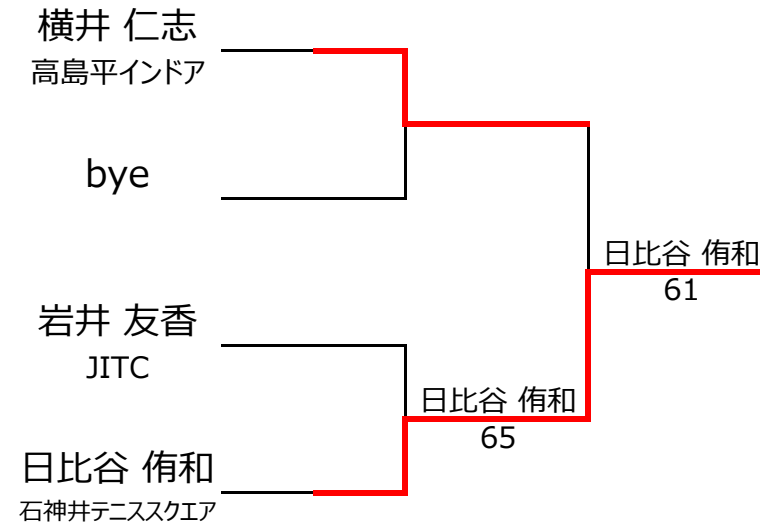 横井 仁志
高島平インドア
bye
日比谷 侑和
61
岩井 友香
JITC
日比谷 侑和
65
日比谷 侑和
石神井テニススクエア